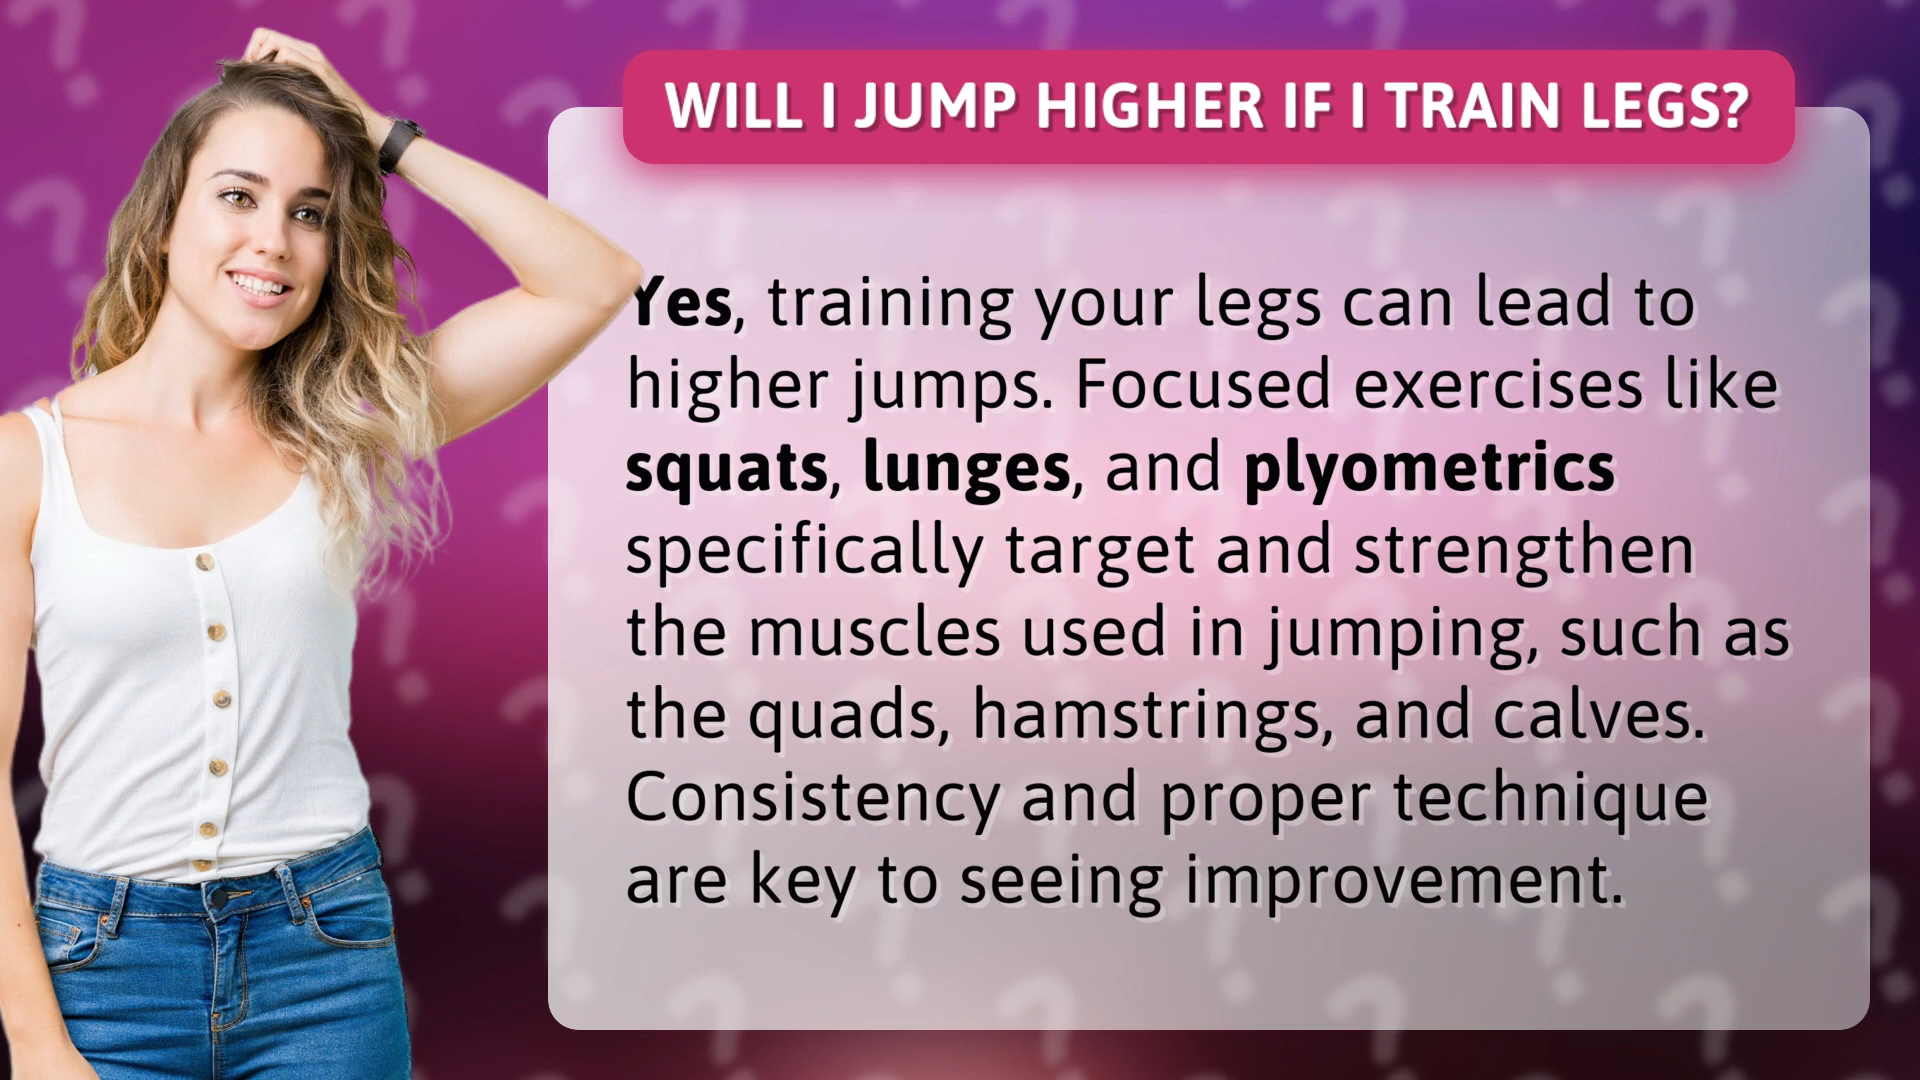 WILL I JUMP HIGHER IF I TRAIN LEGS?
Yes, training your legs can lead to
higher jumps. Focused exercises like
squats, lunges, and plyometrics
specifically target and strengthen
the muscles used in jumping, such as
the quads, hamstrings, and calves.
Consistency and proper technique
are key to seeing improvement.